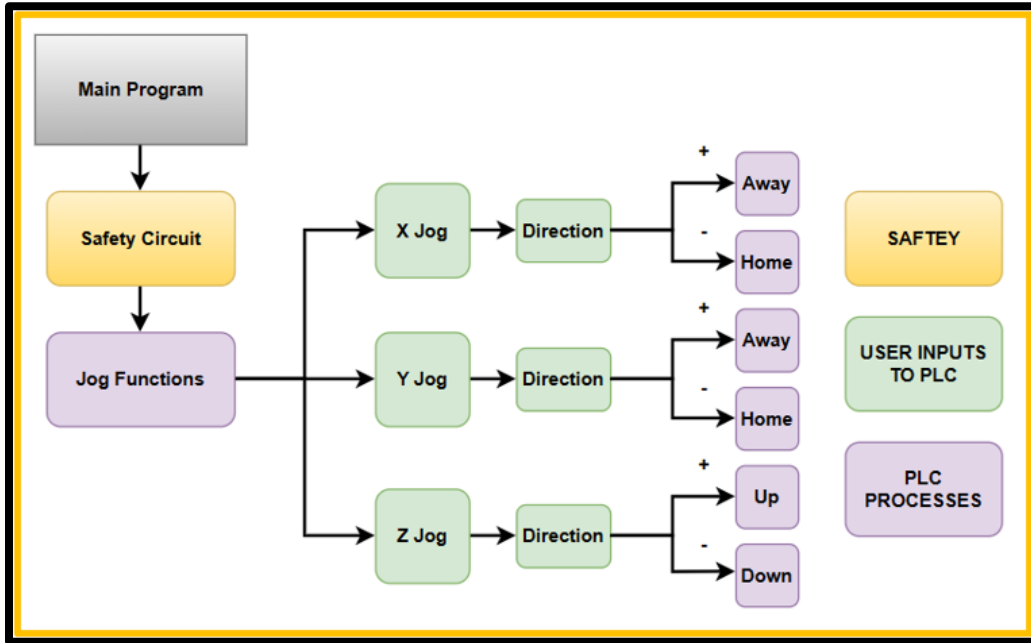 Main Program
Safety Circuit
Jog Functions
X Jog
Direction
+
Away
-
Home
Y Jog
Direction
+
Away
-
Home
Z Jog
Direction
+
Up
-
Down
SAFTEY
USER INPUTS
TO PLC
PLC
PROCESSES